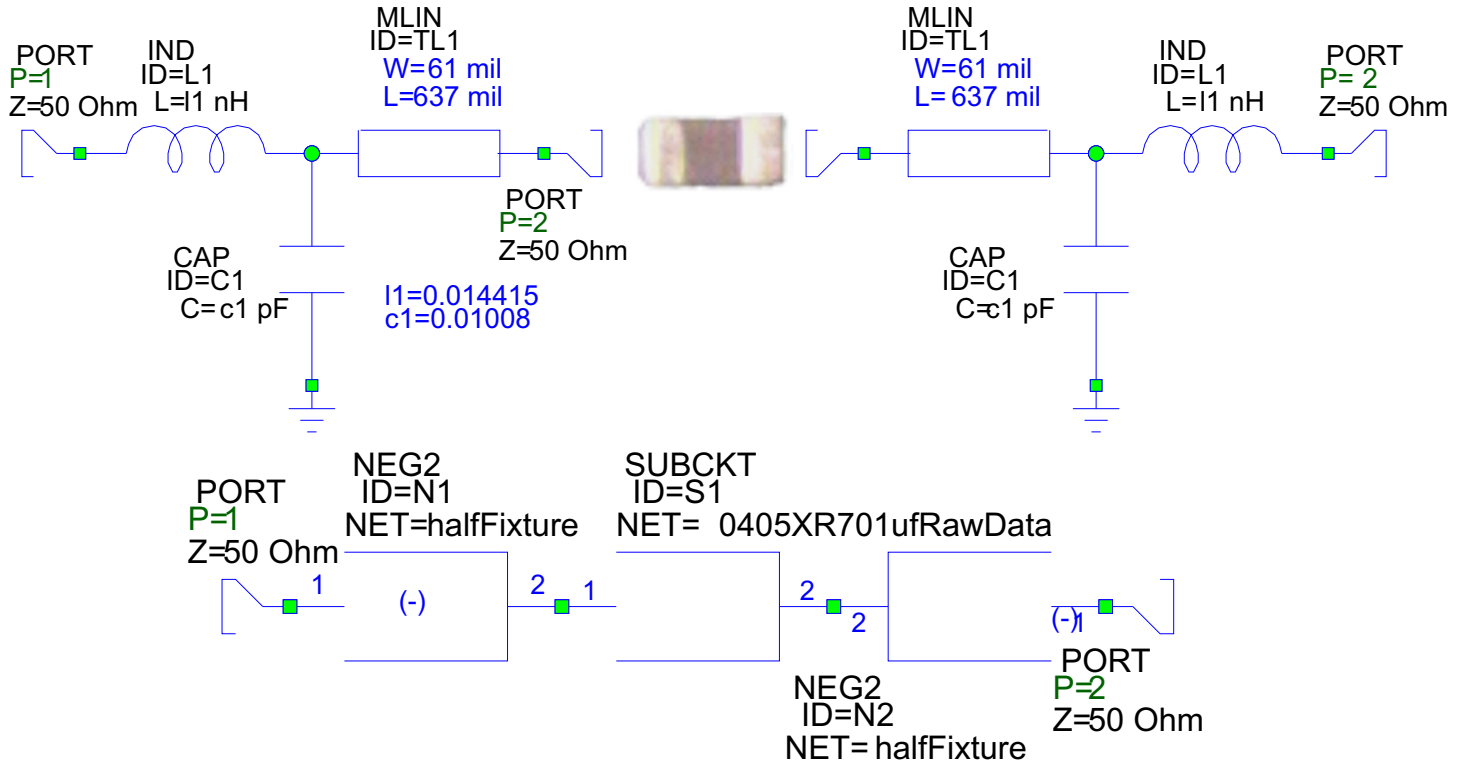 PORT
P=1
Z=50 Ohm
IND
ID=L1
L=l1 nH
MLIN
ID=TL1
W=61 mil
L=637 mil
PORT
P=2
Z=50 Ohm
CAP
ID=C1
C=c1 pF
l1=0.014415
c1=0.01008
MLIN
ID=TL1
W=61 mil
L=637 mil
IND
ID=L1
L=l1 nH
PORT
P=2
Z=50 Ohm
CAP
ID=C1
C=c1 pF
PORT
P=1
Z=50 Ohm
NEG2
ID=N1
NET=halfFixture
1
(-)
2
SUBCKT
ID=S1
NET= 0405XR701ufRawData
1
2
2
(-)
1
NEG2
ID=N2
NET=halfFixture
PORT
P=2
Z=50 Ohm